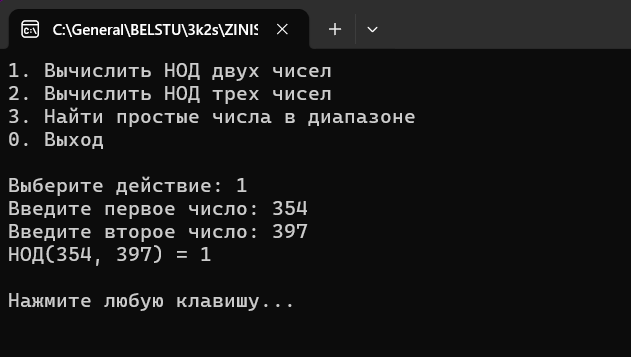 C:\General\BELSTU\3k2s\ZINIS
1. Вычислить НОД двух чисел
2. Вычислить НОД трех чисел
3. Найти простые числа в диапазоне
0. Выход
Выберите действие: 1
Введите первое число: 354
Введите второе число: 397
НОД(354, 397) = 1
Нажмите любую клавишу...